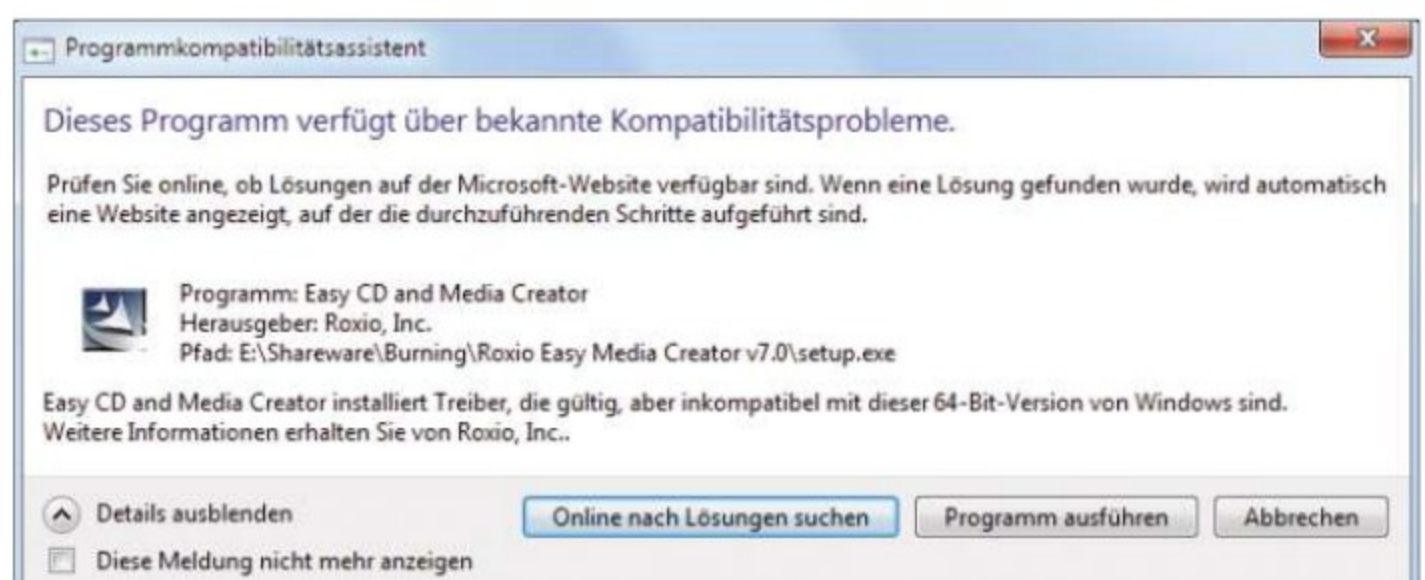 Programmkompatibilitätsassistent
Dieses Programm verfügt über bekannte Kompatibilitätsprobleme.
Prüfen Sie online, ob Lösungen auf der Microsoft-Website verfügbar sind. Wenn eine Lösung gefunden wurde, wird automatisch
eine Website angezeigt, auf der die durchzuführenden Schritte aufgeführt sind.
Programm: Easy CD and Media Creator
Herausgeber: Roxio, Inc.
Pfad: E:\Shareware\Burning\Roxio Easy Media Creator v7.0\setup.exe
Easy CD and Media Creator installiert Treiber, die gültig, aber inkompatibel mit dieser 64-Bit-Version von Windows sind.
Weitere Informationen erhalten Sie von Roxio, Inc..
Details ausblenden
Online nach Lösungen suchen
Programm ausführen
Abbrechen
Diese Meldung nicht mehr anzeigen